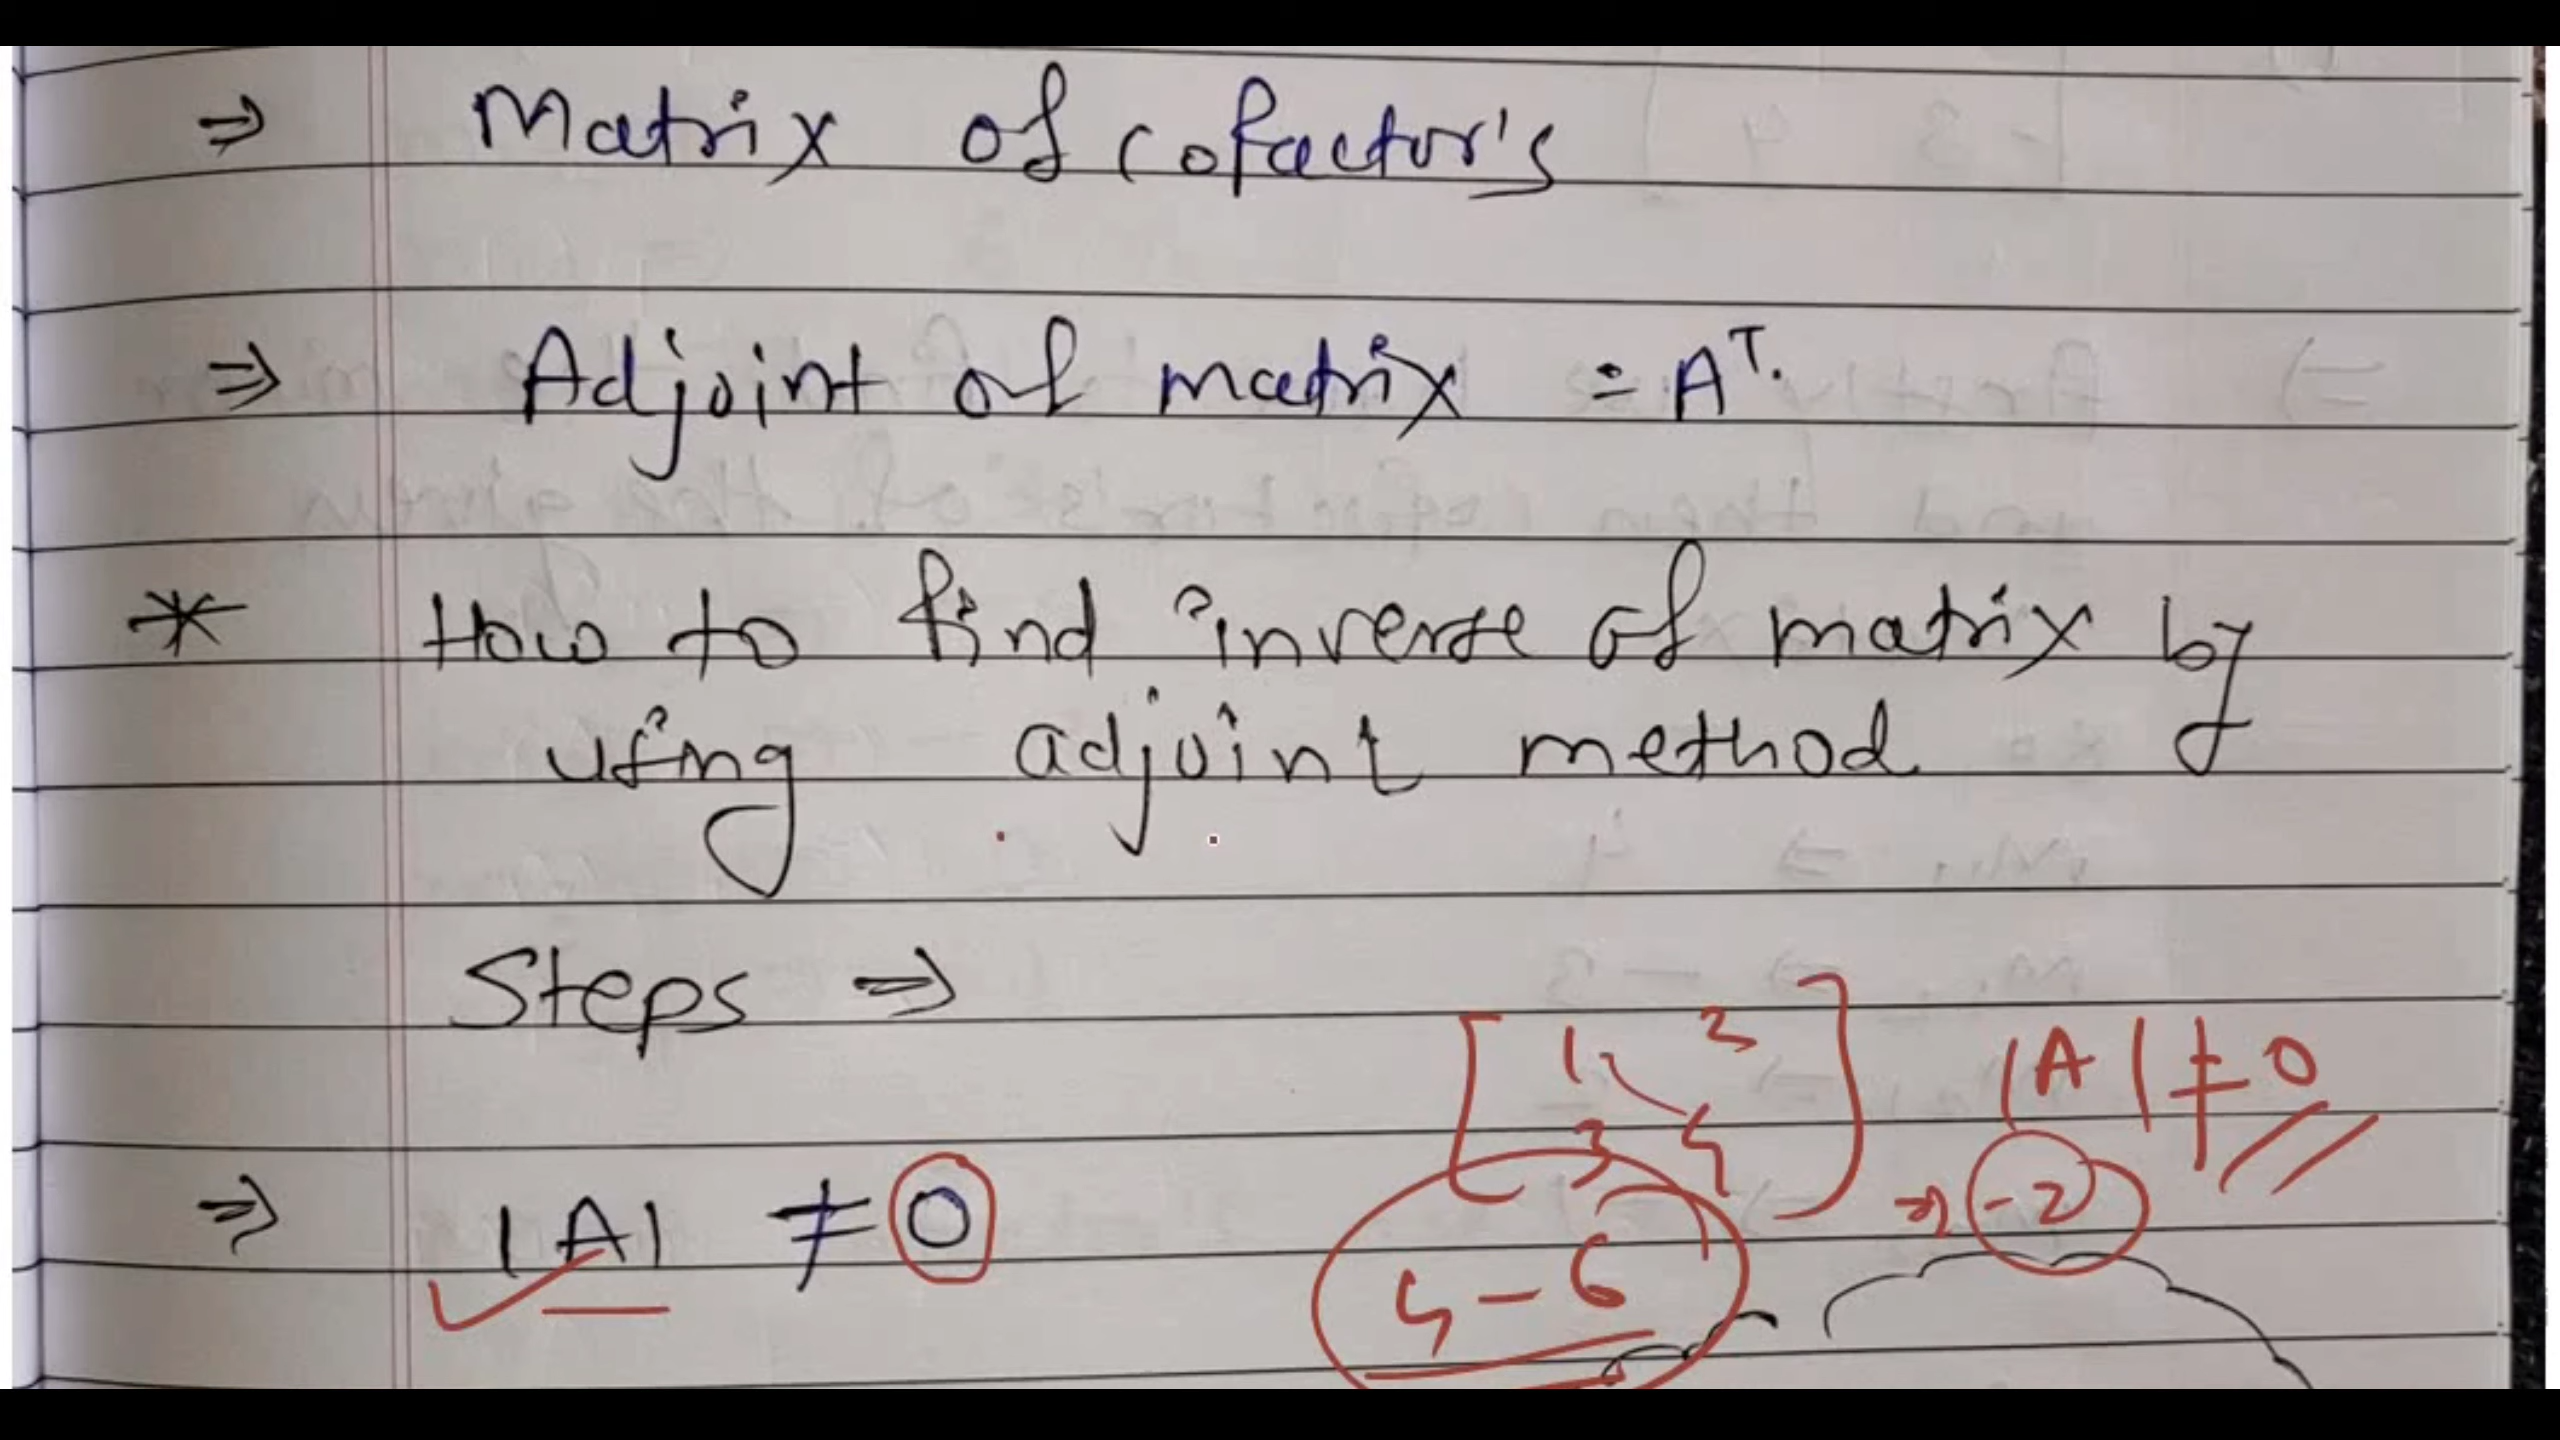 ⇒ Matrix of cofactor's
⇒ Adjoint of matrix = Aᵀ.
* How to find inverse of matrix by
using adjoint method
Steps ⇒
[ 1 2
3 4 ]
|A| ≠ 0
⇒ -2
⇒ |A| ≠ 0
4 - 6